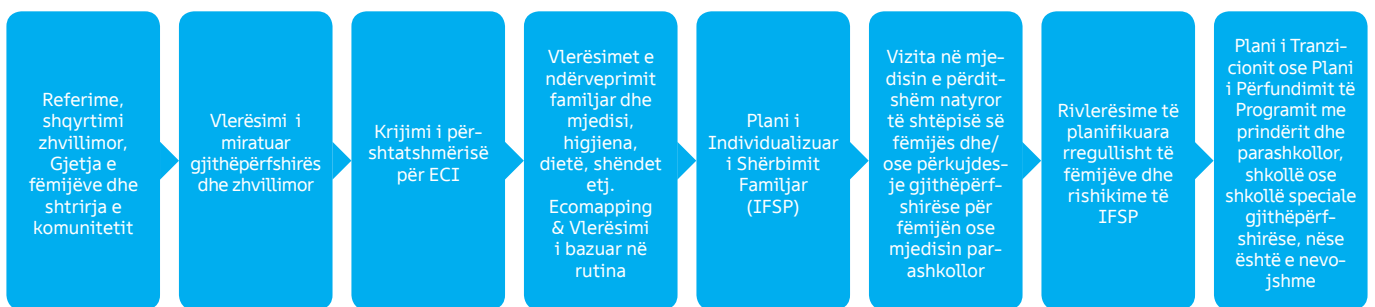 Referime,
shqyrtimi
zhvillimor,
Gjetja e
fëmijëve dhe
shtrirja e
komunitetit
Vlerësimi i
miratuar
gjithëpërfshirës
dhe zhvillimor
Krijimi i për-
shtatshmërisë
për ECI
Vlerësimet e
ndërveprimit
familjar dhe
mjedisi,
higjiena,
dietë, shëndet
etj.
Ecomapping
& Vlerësimi
i bazuar në
rutina
Plani i
Individualizuar
i Shërbimit
Familjar
(IFSP)
Vizita në mje-
disin e përdit-
shëm natyror
të shtëpisë së
fëmijës dhe/
ose përkujdes-
je gjithëpërf-
shirëse për
fëmijën ose
mjedisin par-
ashkollor
Rivlerësime të
planifikuara
rregullisht të
fëmijëve dhe
rishikime të
IFSP
Plani i Tranzi-
cionit ose Plani
i Përfundimit të
Programit me
prindërit dhe
parashkollor,
shkollë ose
shkollë speciale
gjithëpërf-
shirëse, nëse
është e nevo-
jshme